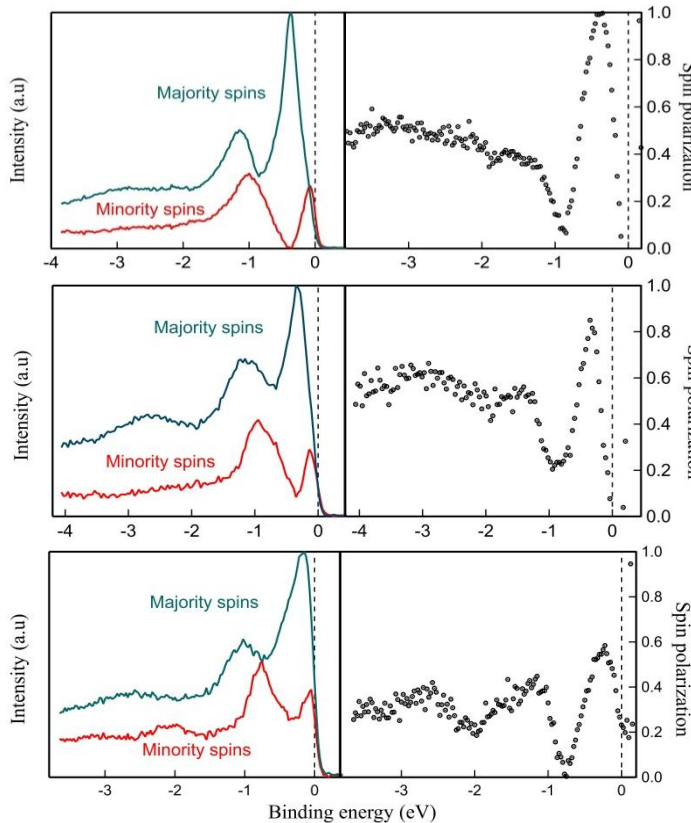 Intensity (a.u)
Majority spins
Minority spins
-4 -3 -2 -1 0
-3 -2 -1 0
1.0
0.8
0.6
0.4
0.2
0.0
Spin polarization
Intensity (a.u)
Majority spins
Minority spins
-4 -3 -2 -1 0
-4 -3 -2 -1 0
1.0
0.8
0.6
0.4
0.2
0.0
Spin polarization
Intensity (a.u)
Majority spins
Minority spins
-3 -2 -1 0
-3 -2 -1 0
1.0
0.8
0.6
0.4
0.2
0.0
Spin polarization
Binding energy (eV)